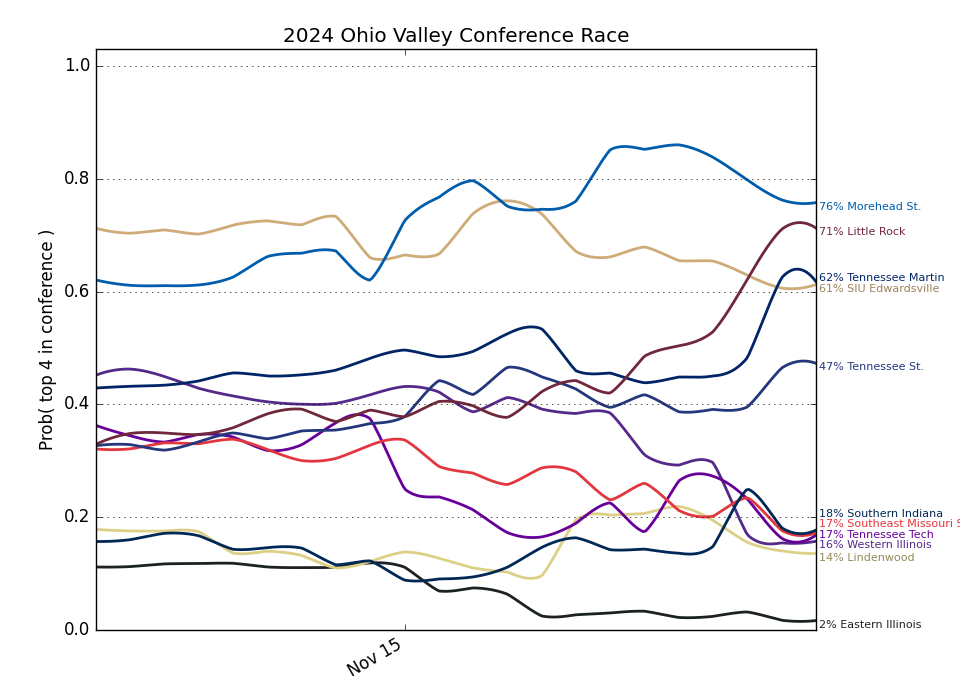 2024 Ohio Valley Conference Race
Prob( top 4 in conference )
1.0
0.8
0.6
0.4
0.2
0.0
Nov 15
76% Morehead St.
71% Little Rock
62% Tennessee Martin
61% SIU Edwardsville
47% Tennessee St.
18% Southern Indiana
17% Southeast Missouri S
17% Tennessee Tech
16% Western Illinois
14% Lindenwood
2% Eastern Illinois